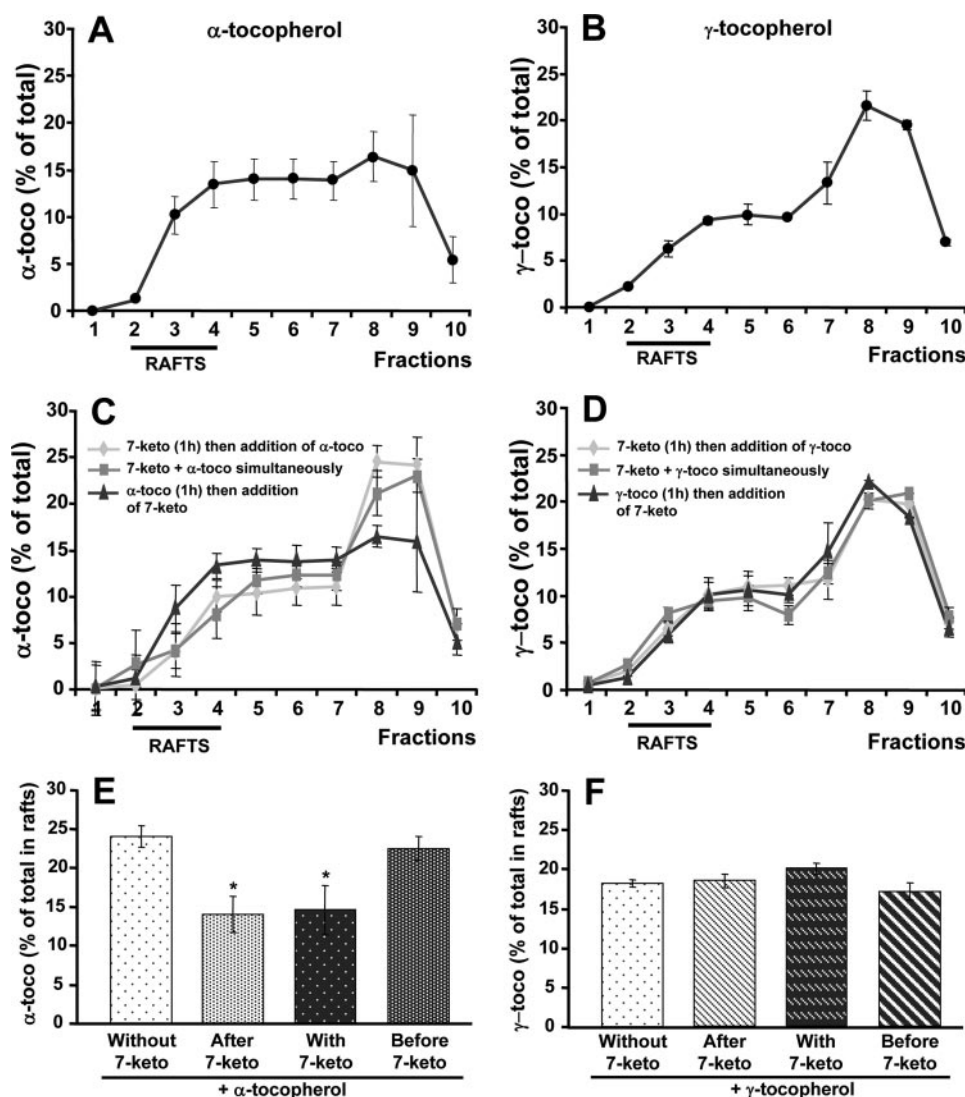 A
α-tocopherol
α-toco (% of total)
30
25
20
15
10
5
0
1 2 3 4 5 6 7 8 9 10
RAFTS
Fractions
B
γ-tocopherol
γ–toco (% of total)
30
25
20
15
10
5
0
1 2 3 4 5 6 7 8 9 10
RAFTS
Fractions
C
7-keto (1h) then addition of α-toco
7-keto + α-toco simultaneously
α-toco (1h) then addition
of 7-keto
α-toco (% of total)
30
25
20
15
10
5
0
1 2 3 4 5 6 7 8 9 10
RAFTS
Fractions
D
7-keto (1h) then addition of γ-toco
7-keto + γ-toco simultaneously
γ-toco (1h) then addition
of 7-keto
γ–toco (% of total)
30
25
20
15
10
5
0
1 2 3 4 5 6 7 8 9 10
RAFTS
Fractions
E
α-toco (% of total in rafts)
30
25
20
15
10
5
0
* *
Without After With Before
7-keto 7-keto 7-keto 7-keto
+ α-tocopherol
F
γ–toco (% of total in rafts)
30
25
20
15
10
5
0
Without After With Before
7-keto 7-keto 7-keto 7-keto
+ γ-tocopherol